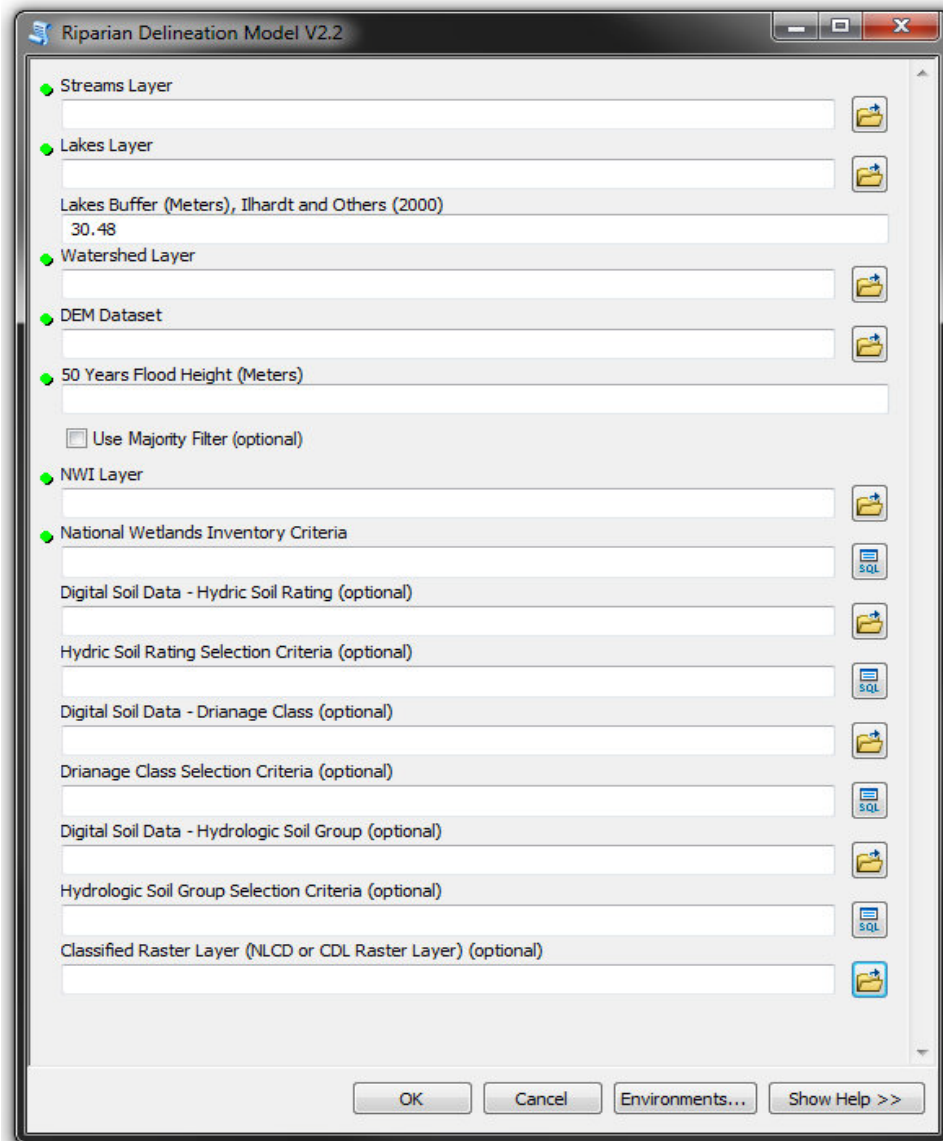 Riparian Delineation Model V2.2
Streams Layer
Lakes Layer
Lakes Buffer (Meters), Ilhardt and Others (2000)
30.48
Watershed Layer
DEM Dataset
50 Years Flood Height (Meters)
Use Majority Filter (optional)
NWI Layer
National Wetlands Inventory Criteria
SQL
Digital Soil Data - Hydric Soil Rating (optional)
Hydric Soil Rating Selection Criteria (optional)
SQL
Digital Soil Data - Drianage Class (optional)
Drianage Class Selection Criteria (optional)
SQL
Digital Soil Data - Hydrologic Soil Group (optional)
Hydrologic Soil Group Selection Criteria (optional)
SQL
Classified Raster Layer (NLCD or CDL Raster Layer) (optional)
OK Cancel Environments... Show Help >>